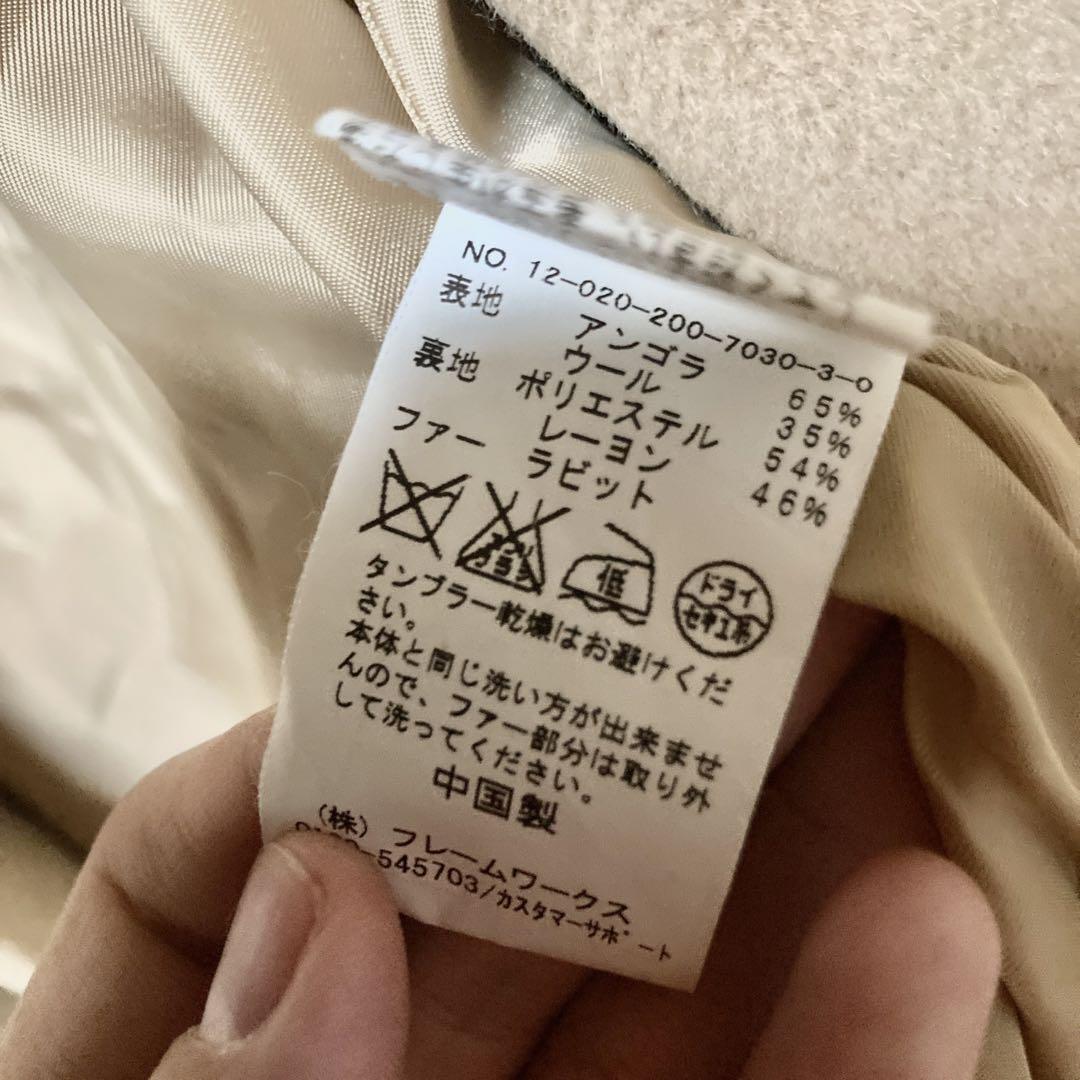 NO. 12-020-200-7030-3-0
表地 アンゴラ 65%
ウール 35%
裏地 ポリエステル 54%
レーヨン 46%
ファー ラビット
低
ドライ
セキユ系
タンブラー乾燥はお避けくだ
さい。
本体と同じ洗い方が出来ませ
んので、ファー部分は取り外
して洗ってください。
中国製
(株) フレームワークス
-545703/カスタマーサポート